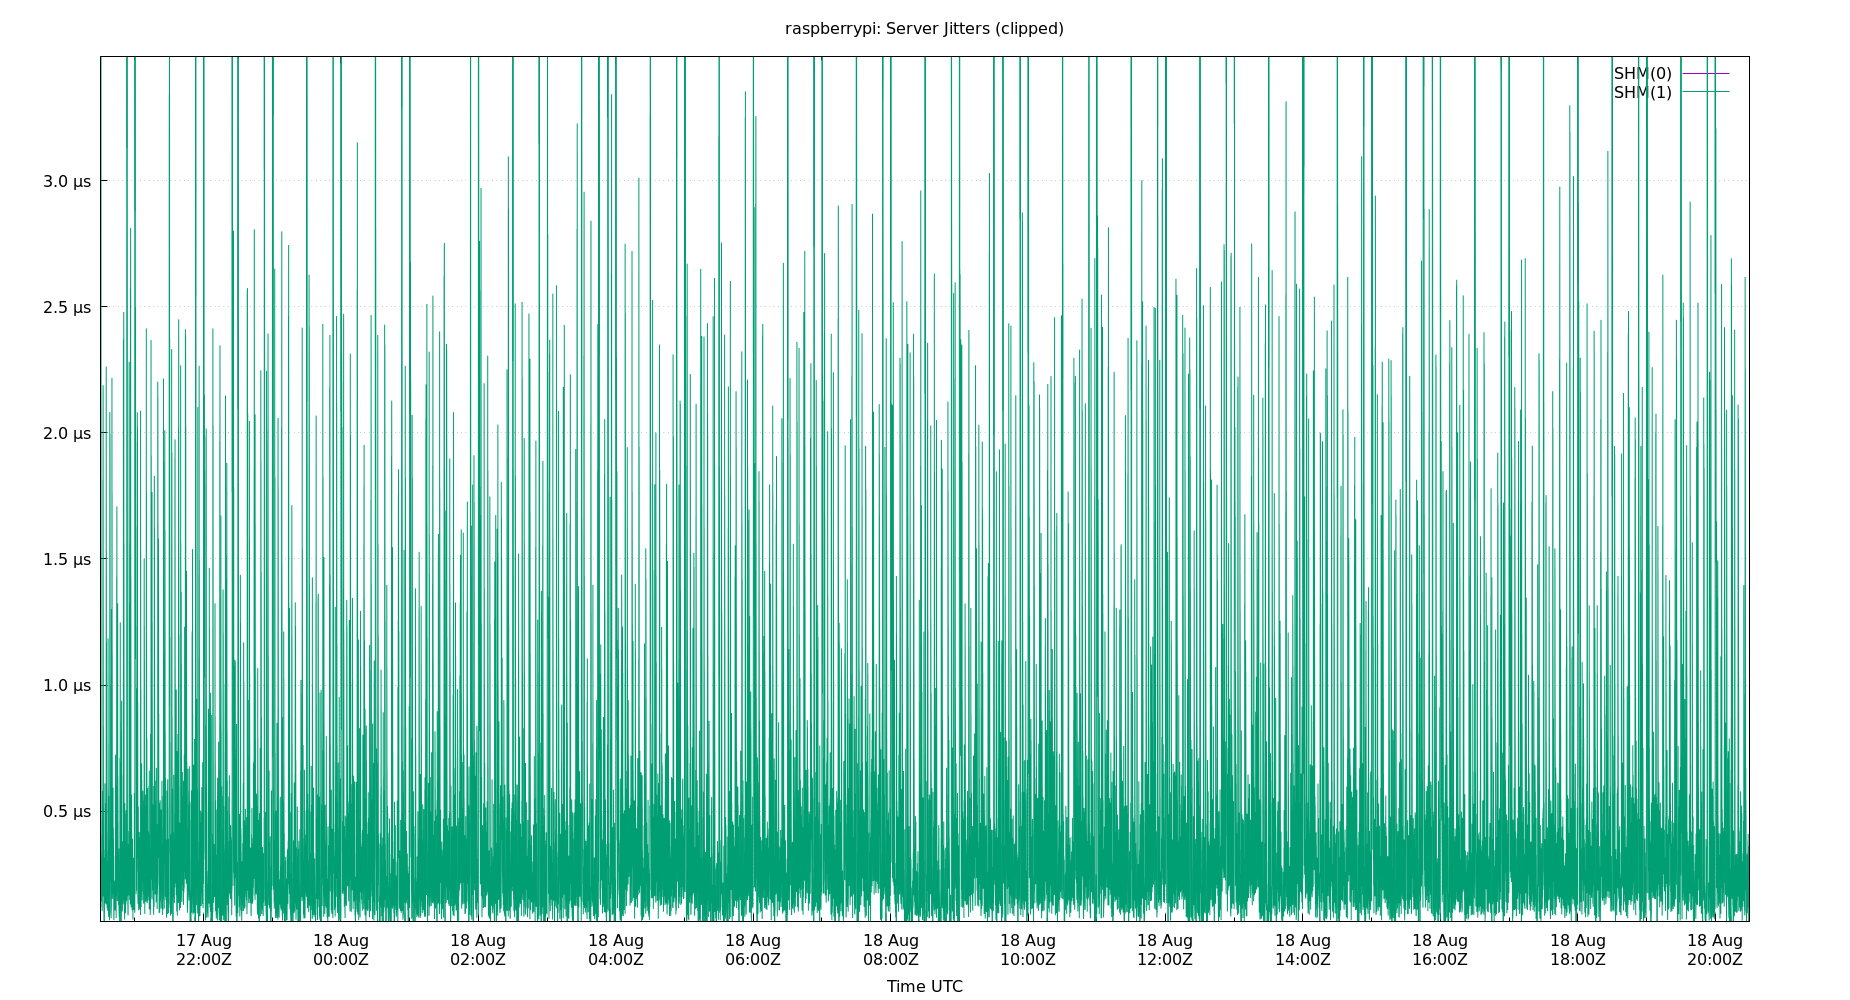 raspberrypi: Server Jitters (clipped)
SHM(0)
SHM(1)
3.0 µs
2.5 µs
2.0 µs
1.5 µs
1.0 µs
0.5 µs
17 Aug 18 Aug 18 Aug 18 Aug 18 Aug 18 Aug 18 Aug 18 Aug 18 Aug 18 Aug 18 Aug 18 Aug
22:00Z 00:00Z 02:00Z 04:00Z 06:00Z 08:00Z 10:00Z 12:00Z 14:00Z 16:00Z 18:00Z 20:00Z
Time UTC